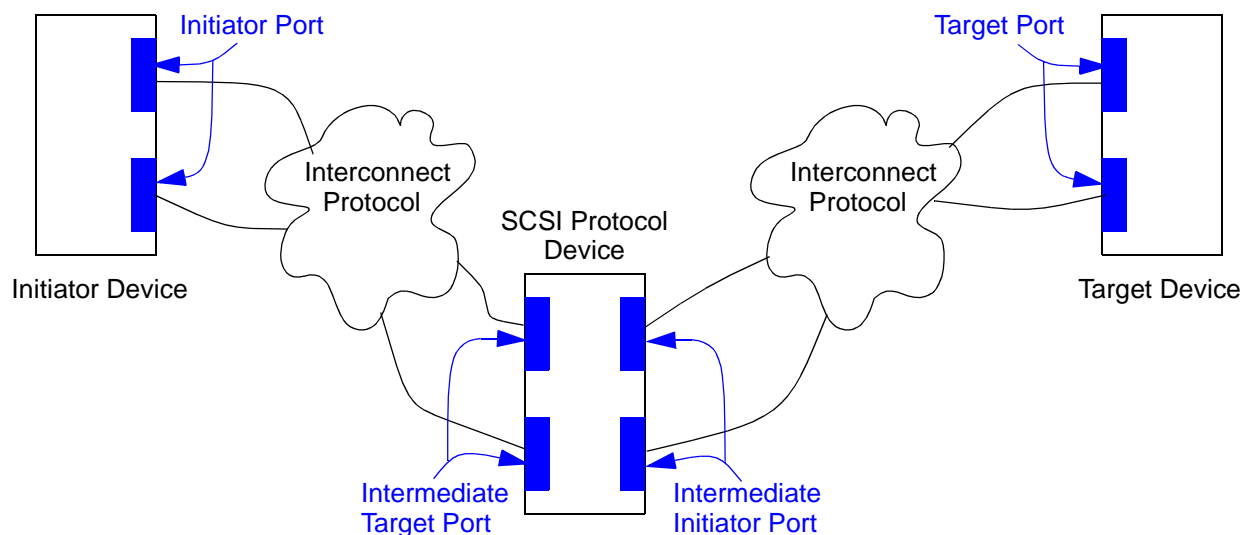 Initiator Port
Target Port
Interconnect
Protocol
Interconnect
Protocol
SCSI Protocol
Device
Initiator Device
Target Device
Intermediate
Target Port
Intermediate
Initiator Port